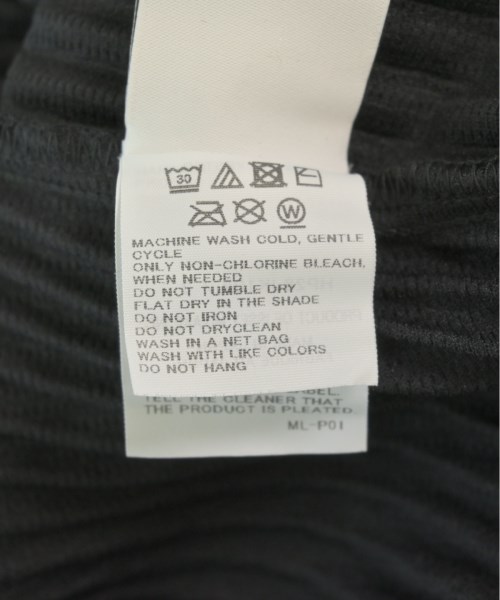 30
W
MACHINE WASH COLD, GENTLE
CYCLE
ONLY NON-CHLORINE BLEACH,
WHEN NEEDED
DO NOT TUMBLE DRY
FLAT DRY IN THE SHADE
DO NOT IRON
DO NOT DRYCLEAN
WASH IN A NET BAG
WASH WITH LIKE COLORS
DO NOT HANG
LABEL.
TELL THE CLEANER THAT
THE PRODUCT IS PLEATED.
ML-P01